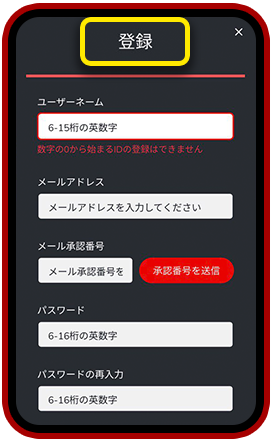 登録
×
ユーザーネーム
6-15桁の英数字
数字の0から始まるIDの登録はできません
メールアドレス
メールアドレスを入力してください
メール承認番号
メール承認番号を
承認番号を送信
パスワード
6-16桁の英数字
パスワードの再入力
6-16桁の英数字